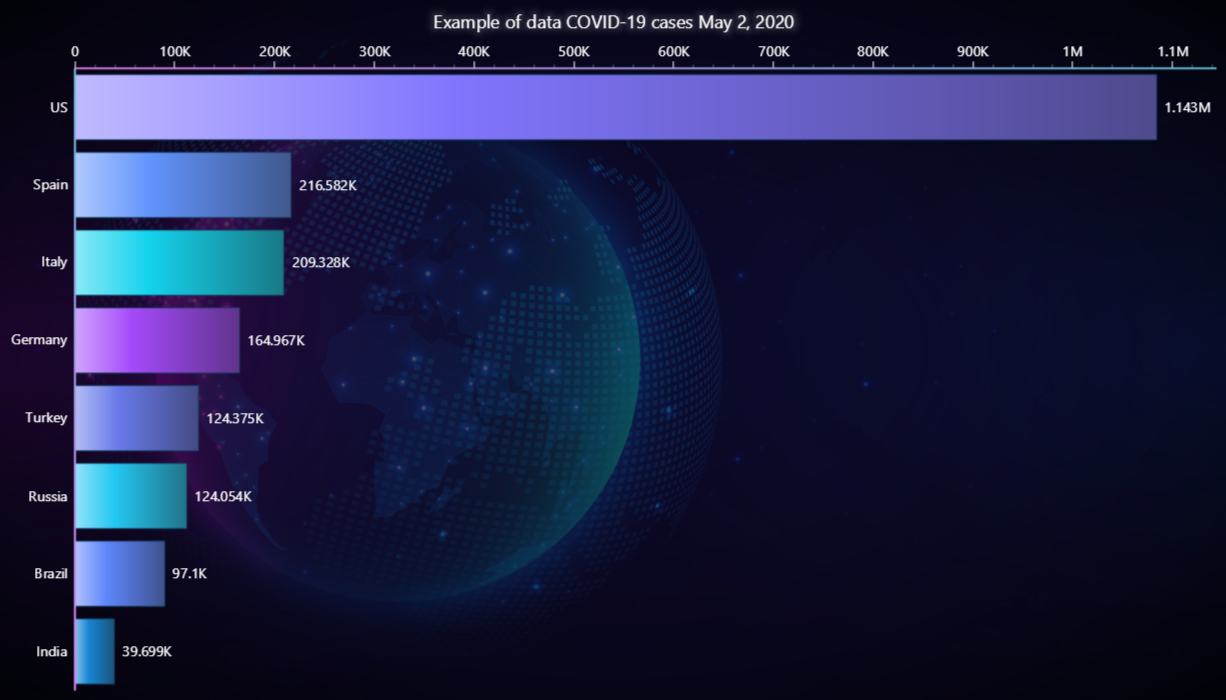 Example of data COVID-19 cases May 2, 2020
0 100K 200K 300K 400K 500K 600K 700K 800K 900K 1M 1.1M
US 1.143M
Spain 216.582K
Italy 209.328K
Germany 164.967K
Turkey 124.375K
Russia 124.054K
Brazil 97.1K
India 39.699K